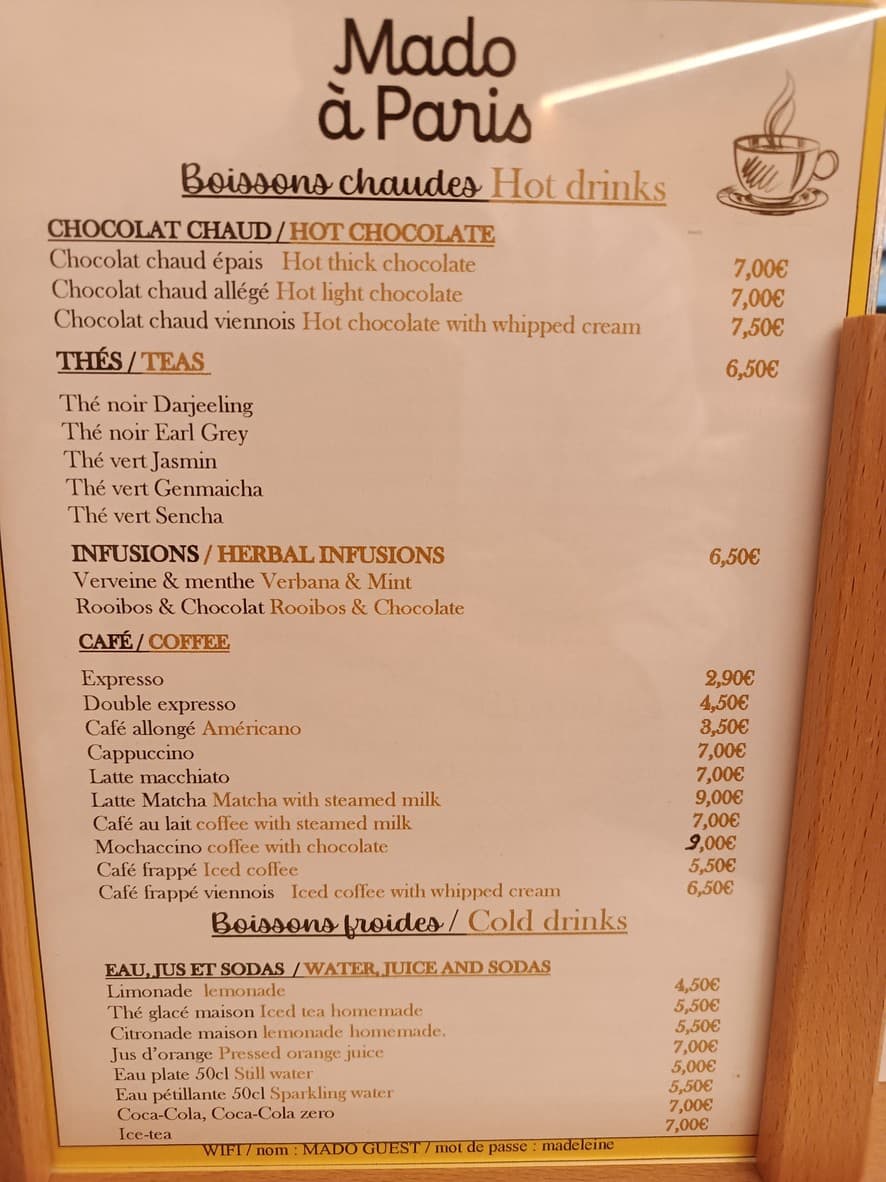 Mado
à Paris
Boissons chaudes Hot drinks
CHOCOLAT CHAUD / HOT CHOCOLATE
Chocolat chaud épais Hot thick chocolate 7,00€
Chocolat chaud allégé Hot light chocolate 7,00€
Chocolat chaud viennois Hot chocolate with whipped cream 7,50€
THÉS / TEAS 6,50€
Thé noir Darjeeling
Thé noir Earl Grey
Thé vert Jasmin
Thé vert Genmaicha
Thé vert Sencha
INFUSIONS / HERBAL INFUSIONS 6,50€
Verveine & menthe Verbana & Mint
Rooibos & Chocolat Rooibos & Chocolate
CAFÉ / COFFEE
Expresso 2,90€
Double expresso 4,50€
Café allongé Américano 3,50€
Cappuccino 7,00€
Latte macchiato 7,00€
Latte Matcha Matcha with steamed milk 9,00€
Café au lait coffee with steamed milk 7,00€
Mochaccino coffee with chocolate 9,00€
Café frappé Iced coffee 5,50€
Café frappé viennois Iced coffee with whipped cream 6,50€
Boissons froides / Cold drinks
EAU, JUS ET SODAS / WATER, JUICE AND SODAS
Limonade lemonade 4,50€
Thé glacé maison Iced tea homemade 5,50€
Citronade maison lemonade homemade. 5,50€
Jus d'orange Pressed orange juice 7,00€
Eau plate 50cl Still water 5,00€
Eau pétillante 50cl Sparkling water 5,50€
Coca-Cola, Coca-Cola zero 7,00€
Ice-tea 7,00€
WIFI / nom : MADO GUEST / mot de passe : madeleine